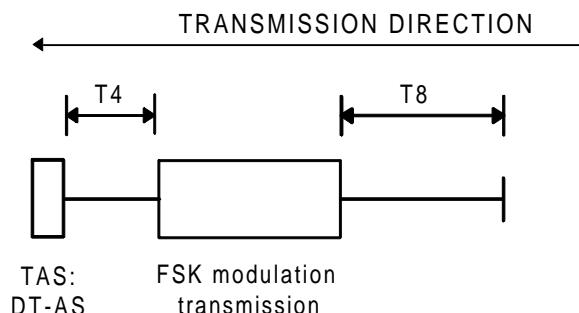 TRANSMISSION DIRECTION
T4
T8
TAS:
DT-AS
FSK modulation
transmission